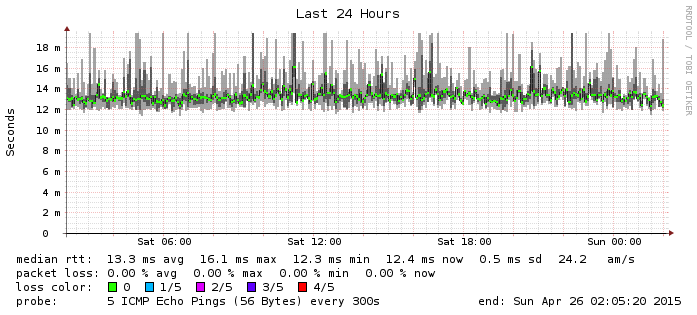 Last 24 Hours
RRDTOOL / TOBI OETIKER
Seconds
18 m
16 m
14 m
12 m
10 m
8 m
6 m
4 m
2 m
0
Sat 06:00 Sat 12:00 Sat 18:00 Sun 00:00
median rtt: 13.3 ms avg 16.1 ms max 12.3 ms min 12.4 ms now 0.5 ms sd 24.2 am/s
packet loss: 0.00 % avg 0.00 % max 0.00 % min 0.00 % now
loss color: 0 1/5 2/5 3/5 4/5
probe: 5 ICMP Echo Pings (56 Bytes) every 300s end: Sun Apr 26 02:05:20 2015